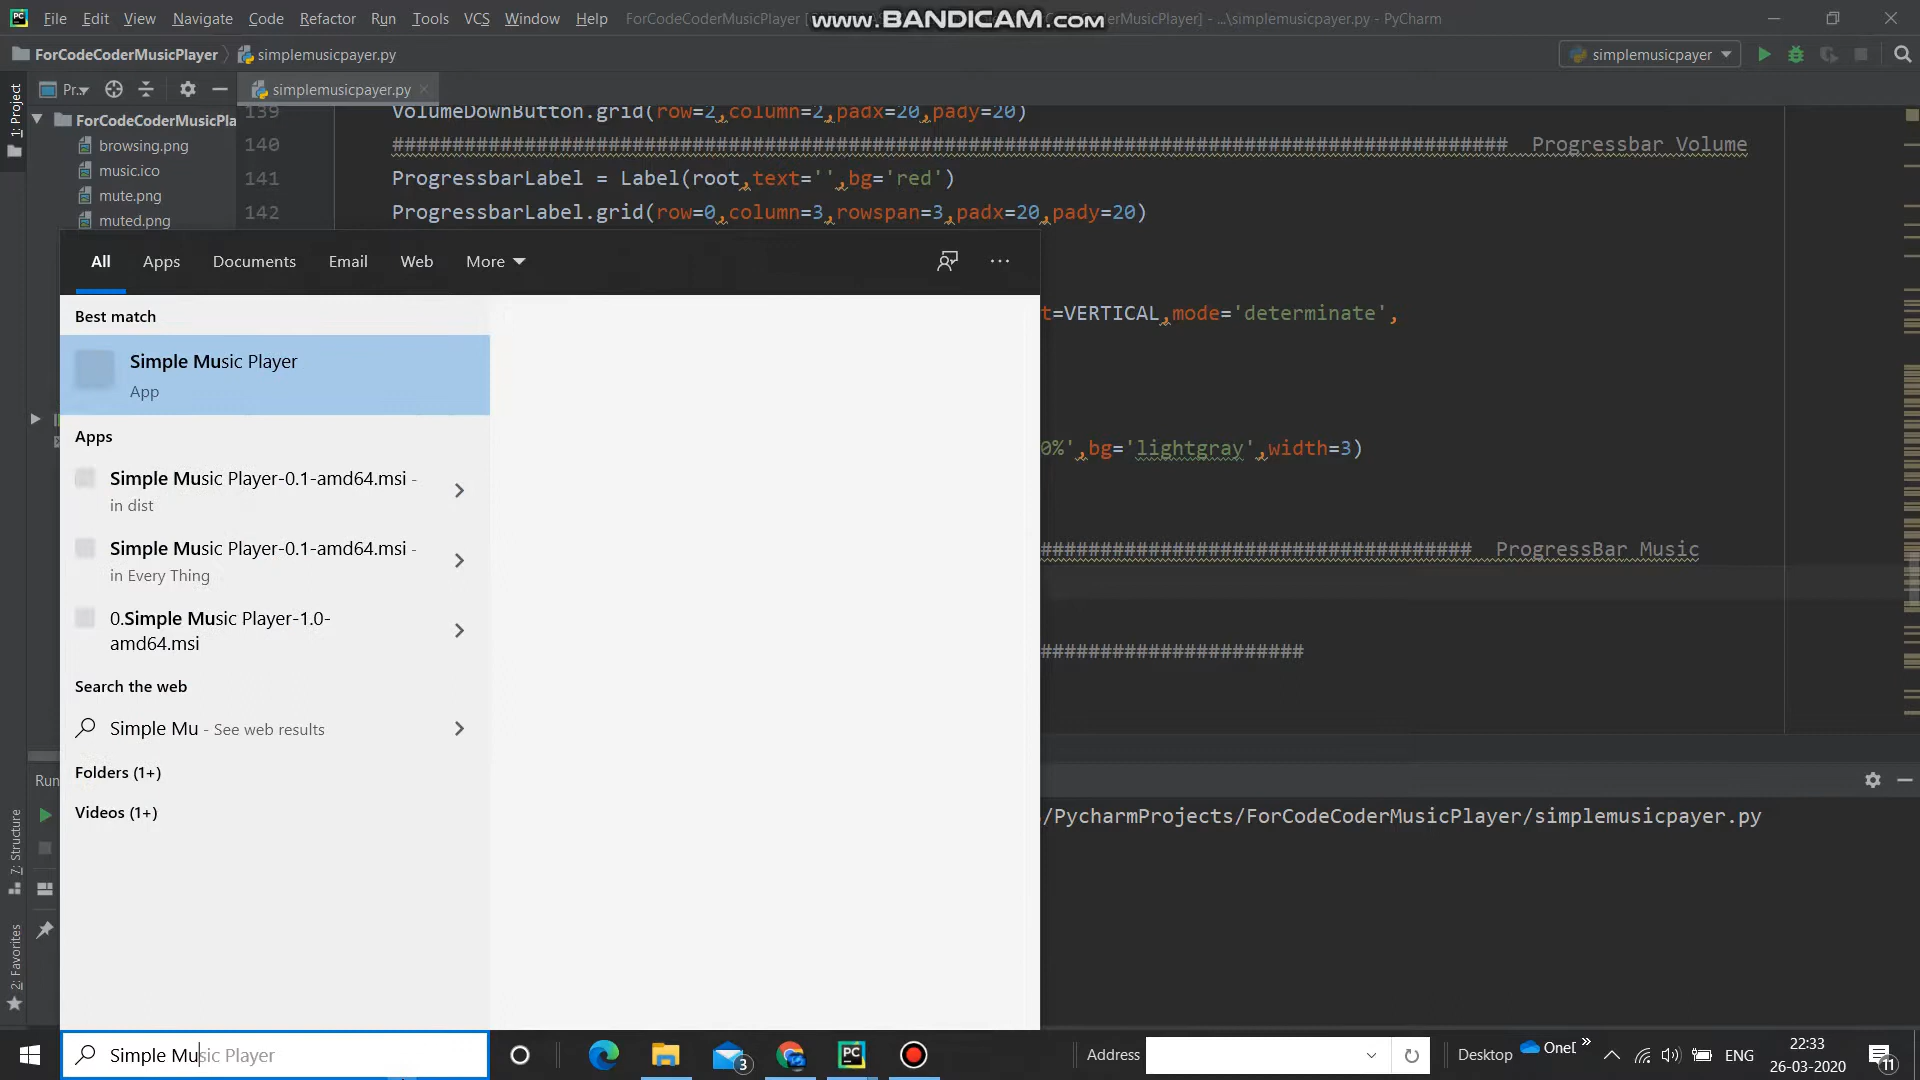 File Edit View Navigate Code Refactor Run Tools VCS Window Help ForCodeCoderMusicPlayer
www.BANDICAM.com
MusicPlayer] - ...\simplemusicpayer.py - PyCharm
ForCodeCoderMusicPlayer simplemusicpayer.py
simplemusicpayer
1: Project
Pr..
simplemusicpayer.py
ForCodeCoderMusicPla
browsing.png
music.ico
mute.png
muted.png
139 VolumeDownButton.grid(row=2,column=2,padx=20,pady=20)
140 ############################################################################################# Progressbar Volume
141 ProgressbarLabel = Label(root,text='',bg='red')
142 ProgressbarLabel.grid(row=0,column=3,rowspan=3,padx=20,pady=20)
t=VERTICAL,mode='determinate',
0%',bg='lightgray',width=3)
#################################### ProgressBar Music
######################
All Apps Documents Email Web More
Best match
Simple Music Player
App
Apps
Simple Music Player-0.1-amd64.msi -
in dist
Simple Music Player-0.1-amd64.msi -
in Every Thing
0.Simple Music Player-1.0-
amd64.msi
Search the web
Simple Mu - See web results
Folders (1+)
Videos (1+)
Run
/PycharmProjects/ForCodeCoderMusicPlayer/simplemusicpayer.py
7: Structure
2: Favorites
Simple Music Player
3
Address
Desktop
OneD
ENG
22:33
26-03-2020
11